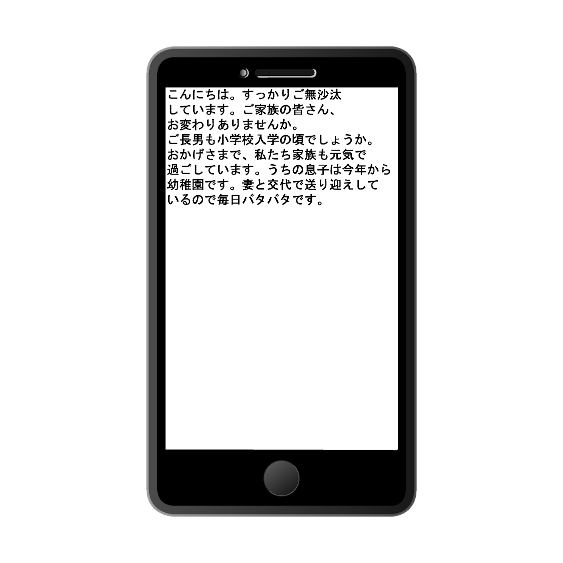 こんにちは。すっかりご無沙汰
しています。ご家族の皆さん、
お変わりありませんか。
ご長男も小学校入学の頃でしょうか。
おかげさまで、私たち家族も元気で
過ごしています。うちの息子は今年から
幼稚園です。妻と交代で送り迎えして
いるので毎日バタバタです。